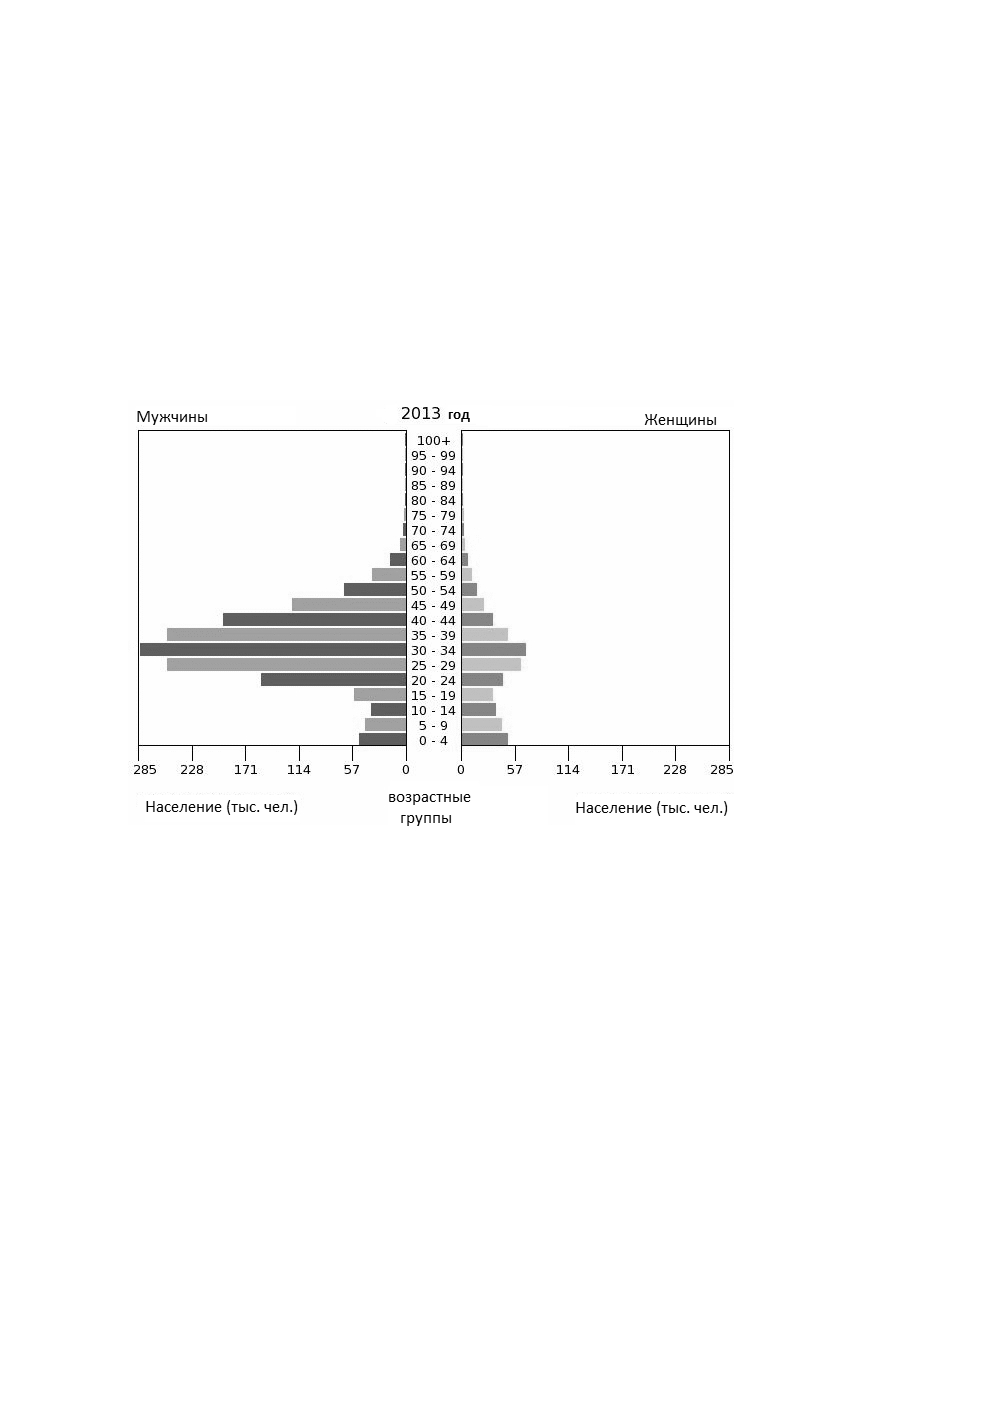 Мужчины 2013 год Женщины
100+
95 - 99
90 - 94
85 - 89
80 - 84
75 - 79
70 - 74
65 - 69
60 - 64
55 - 59
50 - 54
45 - 49
40 - 44
35 - 39
30 - 34
25 - 29
20 - 24
15 - 19
10 - 14
5 - 9
0 - 4
285 228 171 114 57 0 0 57 114 171 228 285
Население (тыс. чел.) возрастные Население (тыс. чел.)
группы